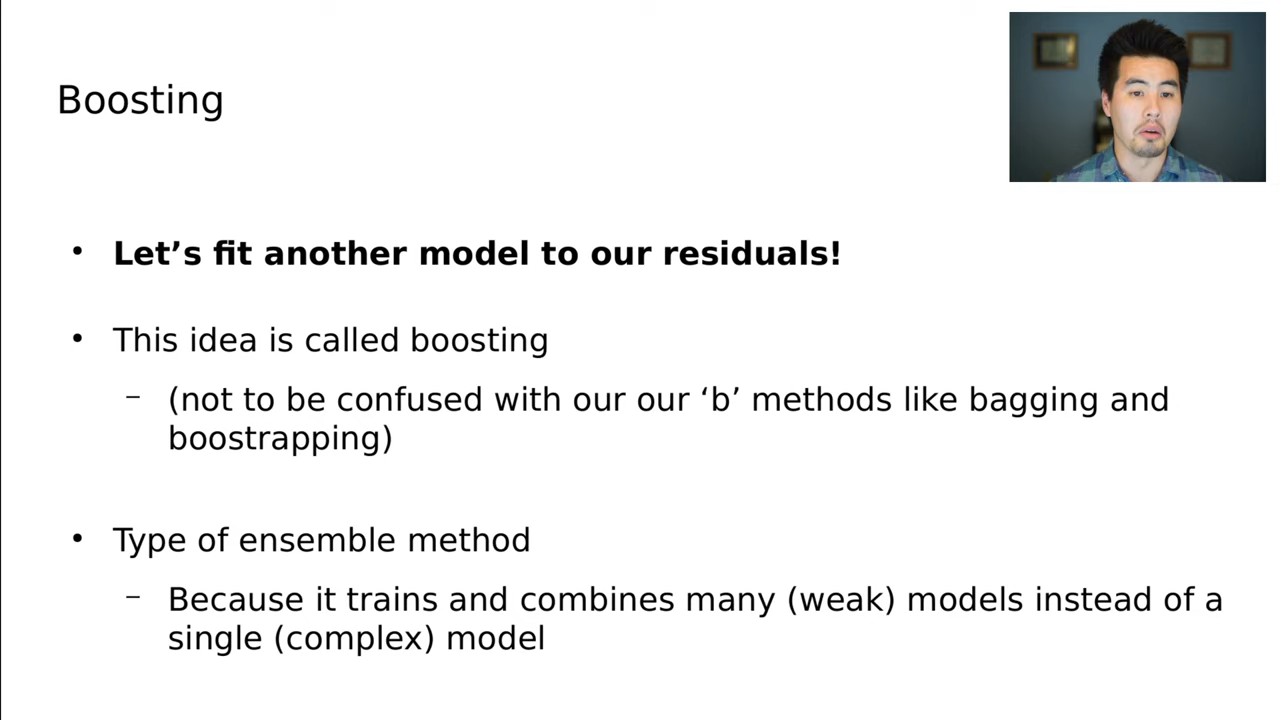 Boosting
• Let’s fit another model to our residuals!
• This idea is called boosting
– (not to be confused with our our ‘b’ methods like bagging and
boostrapping)
• Type of ensemble method
– Because it trains and combines many (weak) models instead of a
single (complex) model